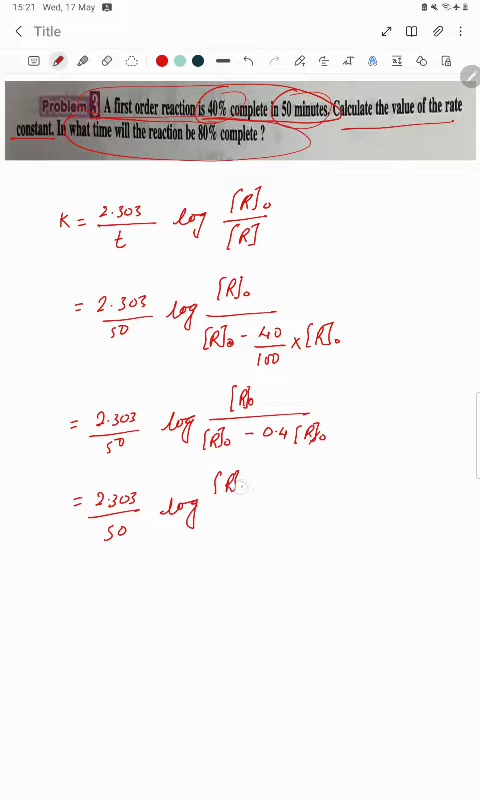 15:21 Wed, 17 May
Title
Problem 3 A first order reaction is 40% complete in 50 minutes. Calculate the value of the rate
constant. In what time will the reaction be 80% complete ?
K = 2.303/t log [R]₀/[R]
= 2.303/50 log [R]₀/([R]₀ - 40/100 × [R]₀)
= 2.303/50 log [R]₀/([R]₀ - 0.4 [R]₀)
= 2.303/50 log [R]